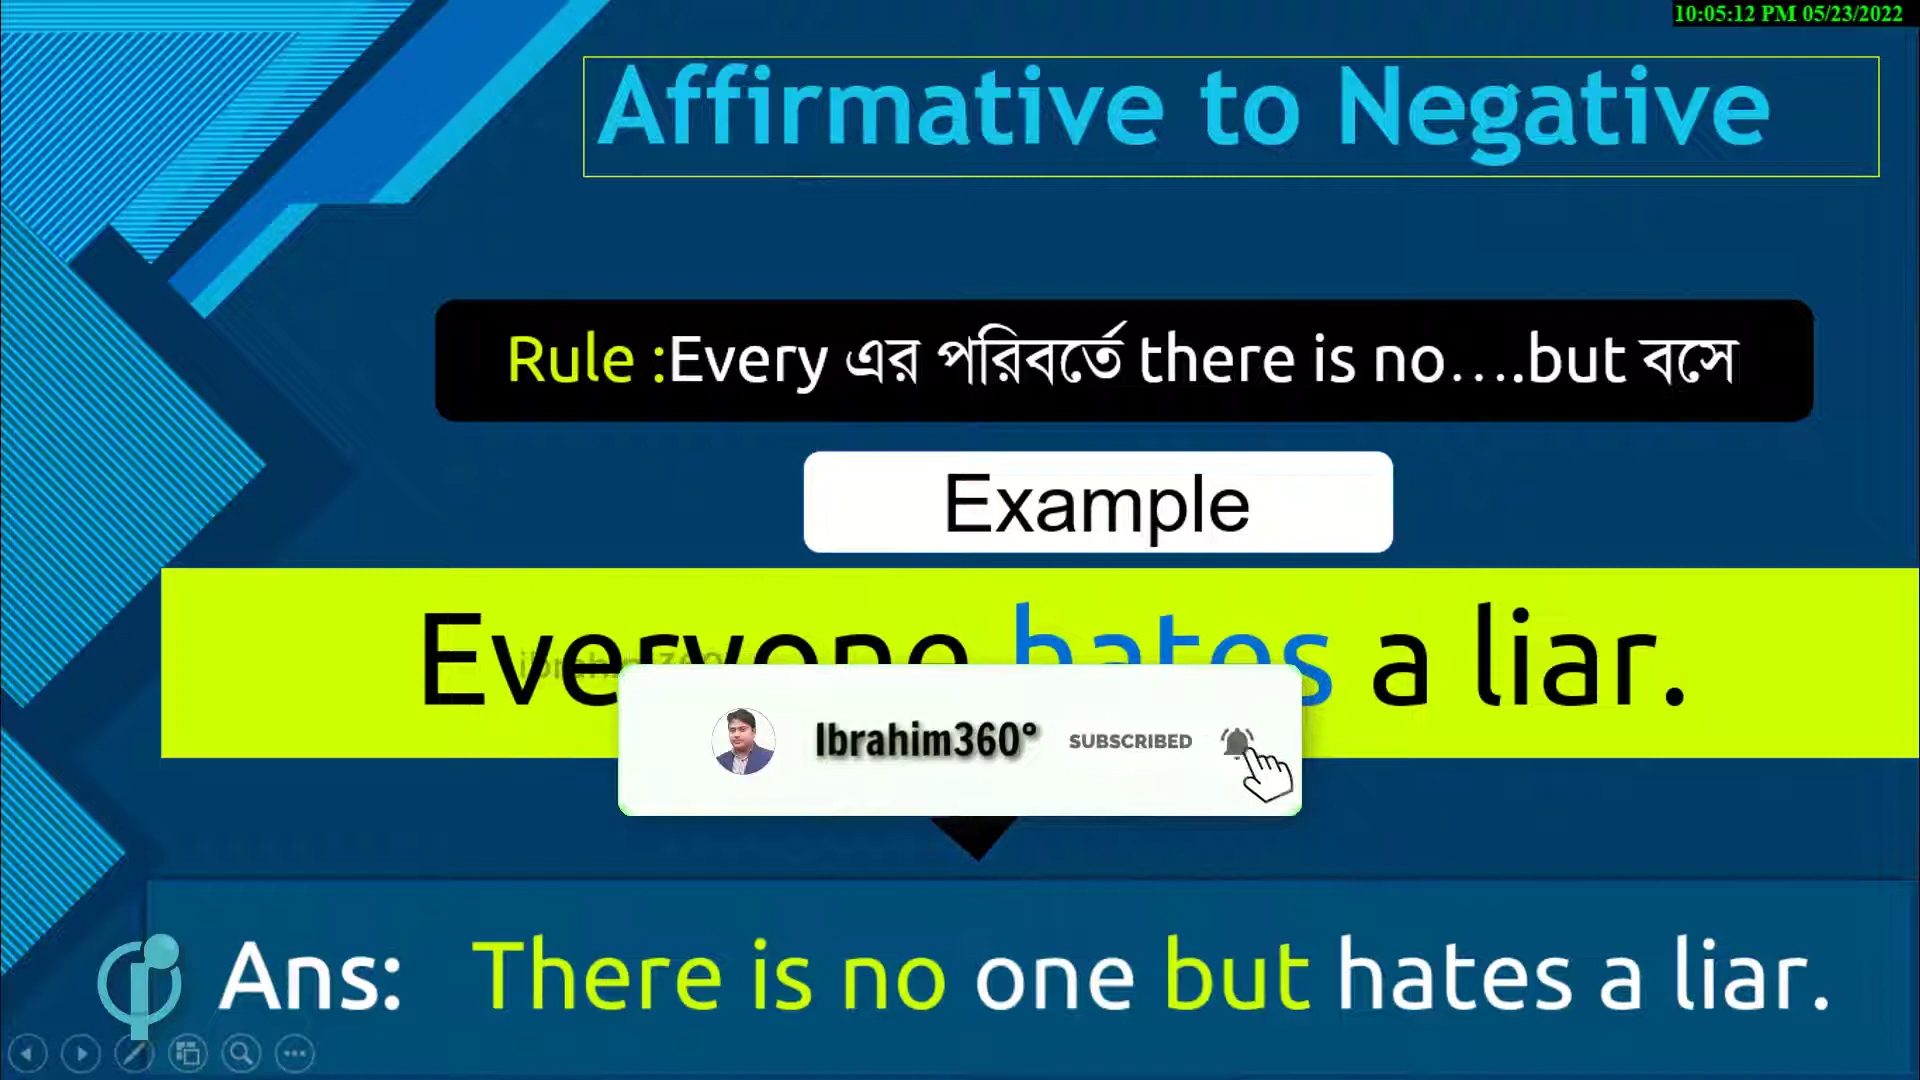 10:05:12 PM 05/23/2022
Affirmative to Negative
Rule :Every এর পরিবর্তে there is no....but বসে
Example
Everyone hates a liar.
ibrahim360°
Ibrahim360° SUBSCRIBED
Ans: There is no one but hates a liar.